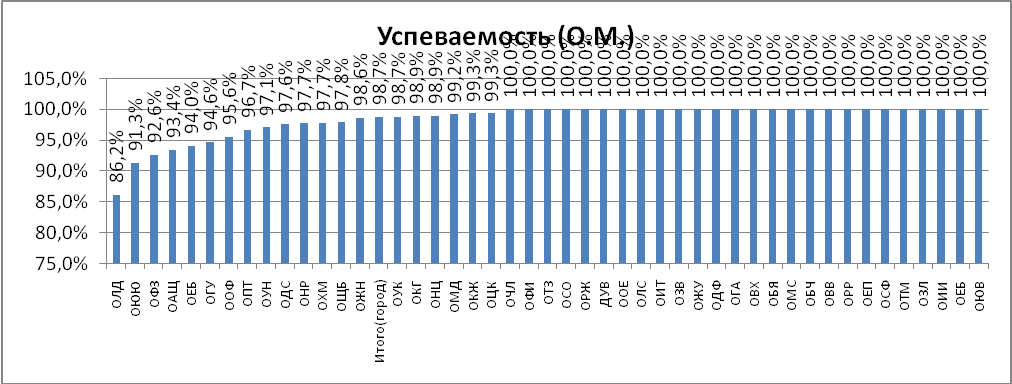 Успеваемость (О.М.)
86,2% 91,3% 92,6% 93,4% 94,0% 94,6% 95,6% 96,7% 97,1% 97,6% 97,7% 97,7% 97,8% 98,6% 98,7% 98,7% 98,9% 98,9% 99,2% 99,3% 99,3% 100,0% 100,0% 100,0% 100,0% 100,0% 100,0% 100,0% 100,0% 100,0% 100,0% 100,0% 100,0% 100,0% 100,0% 100,0% 100,0% 100,0% 100,0% 100,0% 100,0% 100,0% 100,0% 100,0% 100,0% 100,0% 100,0%
105,0%
100,0%
95,0%
90,0%
85,0%
80,0%
75,0%
ОЛД ОЮЮ ОФЗ ОАЩ ОЕБ ОГУ ООФ ОПТ ОУН ОДС ОНР ОХМ ОЩБ ОЖН Итого(город) ОУК ОКГ ОНЦ ОМД ОКЖ ОЦК ОЧЛ ОФИ ОТЗ ОСО ОРЖ ДУВ ООЕ ОЛС ОИТ ОЗВ ОЖУ ОДФ ОГА ОВХ ОБЯ ОМС ОБЧ ОВВ ОРР ОЕП ОСФ ОТМ ОЗЛ ОИИ ОЕБ ОЮВ